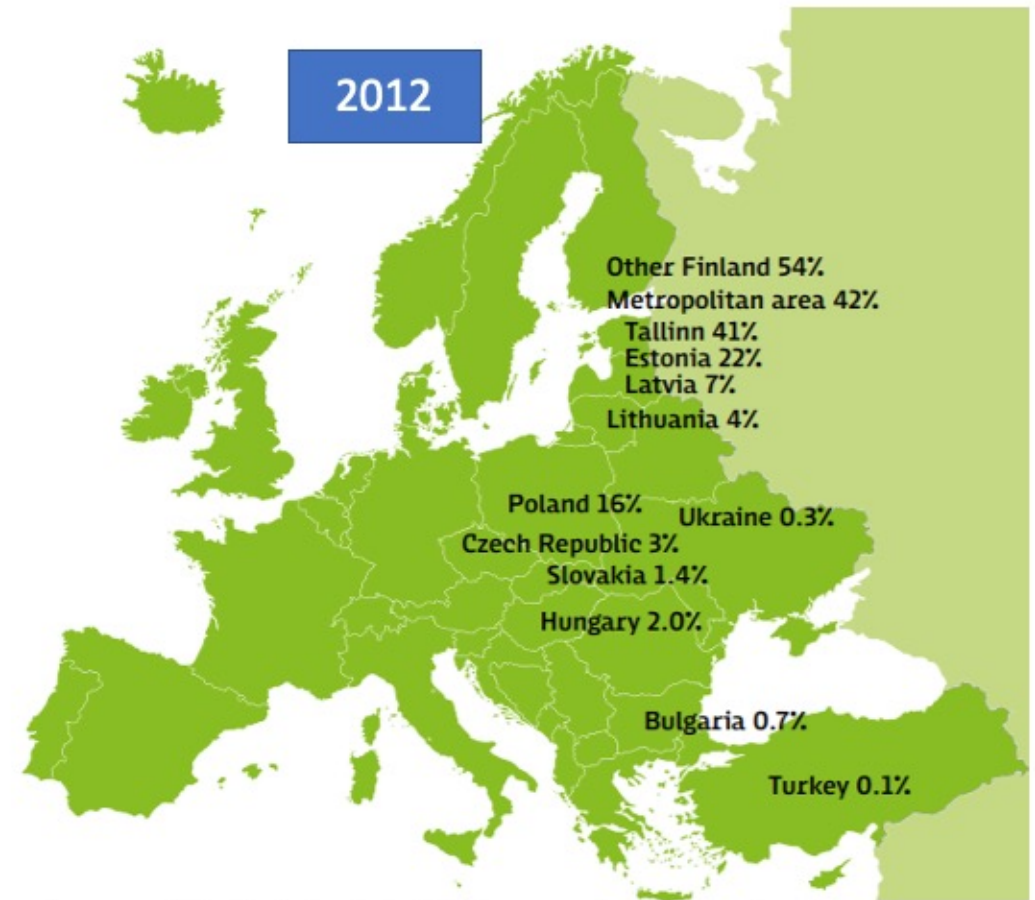 2012
Other Finland 54%
Metropolitan area 42%
Tallinn 41%
Estonia 22%
Latvia 7%
Lithuania 4%
Poland 16%
Ukraine 0.3%
Czech Republic 3%
Slovakia 1.4%
Hungary 2.0%
Bulgaria 0.7%
Turkey 0.1%